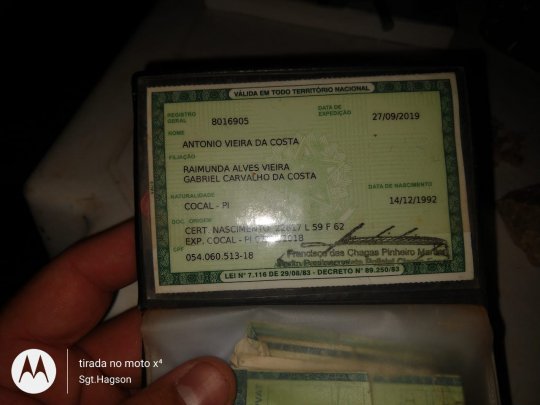 VÁLIDA EM TODO TERRITÓRIO NACIONAL
REGISTRO GERAL 8016905 DATA DE EXPEDIÇÃO 27/09/2019
NOME
ANTONIO VIEIRA DA COSTA
FILIAÇÃO
RAIMUNDA ALVES VIEIRA
GABRIEL CARVALHO DA COSTA
NATURALIDADE DATA DE NASCIMENTO
COCAL - PI 14/12/1992
DOC. ORIGEM
CERT. NASCIMENTO L 59 F 62
EXP. COCAL - PI 2018
CPF
054.060.513-18
Francisco das Chagas Pinheiro
LEI Nº 7.116 DE 29/08/83 - DECRETO Nº 89.250/83
tirada no moto x⁴
Sgt.Hagson